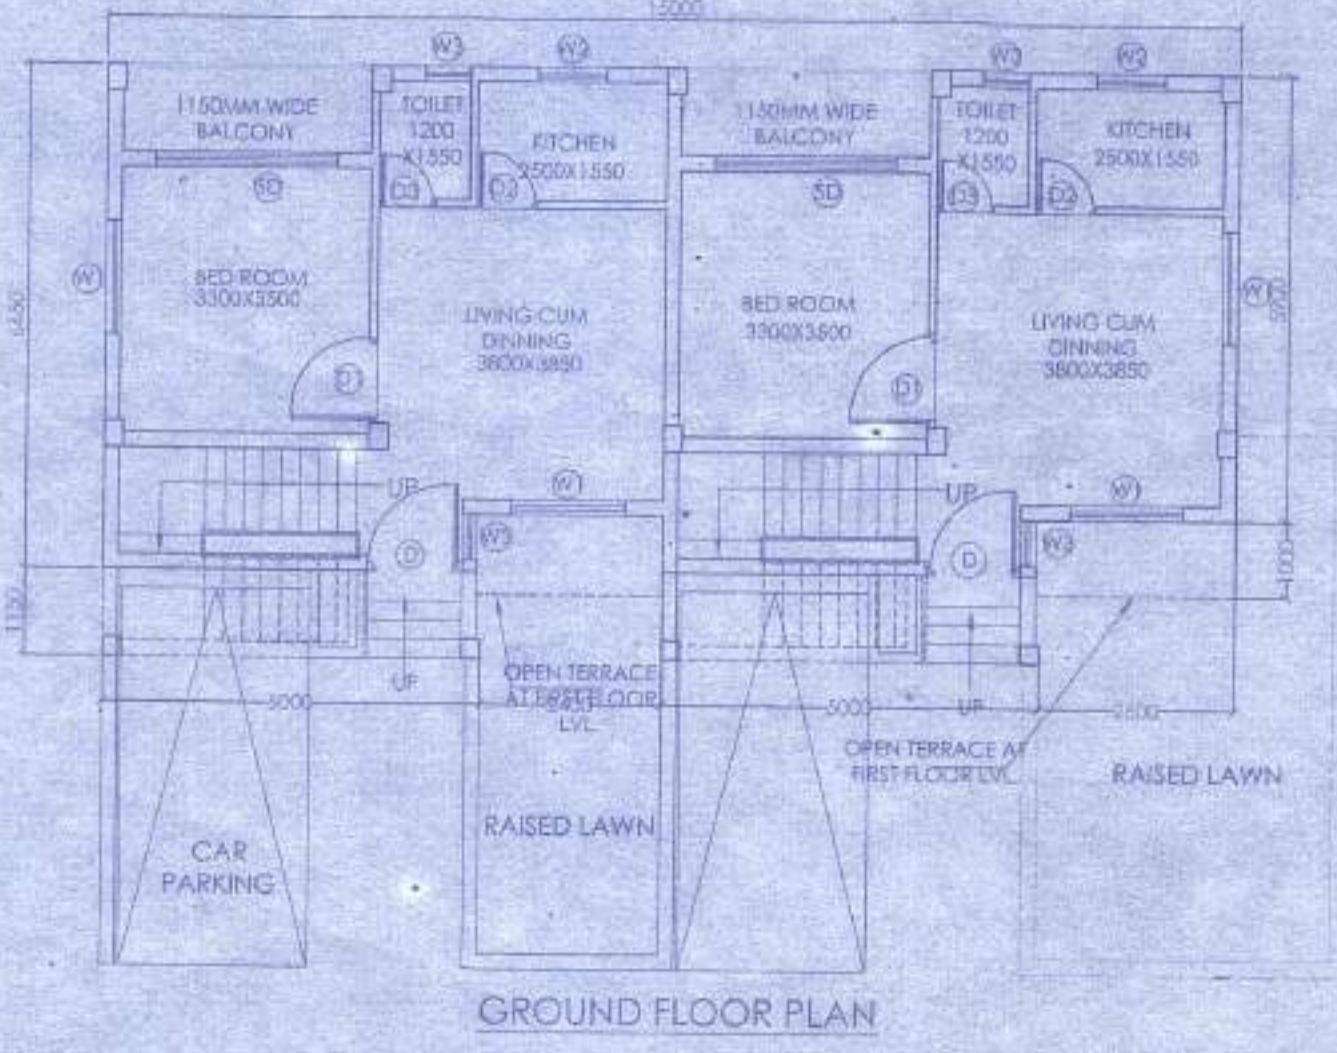 15000
W3
W2
W3
W2
1150MM WIDE
BALCONY
TOILET
1200
X1550
KITCHEN
2500X1550
1150MM WIDE
BALCONY
TOILET
1200
X1550
KITCHEN
2500X1550
SD
D3
D2
SD
D3
D2
W
BED ROOM
3300X3500
LIVING CUM
DINNING
3800X3850
BED ROOM
3300X3500
LIVING CUM
DINNING
3800X3850
D1
D1
UP
W1
UP
W1
D
W3
D
W3
1000
UP
OPEN TERRACE
AT FIRST FLOOR
LVL.
5000
5000
UP
OPEN TERRACE AT
FIRST FLOOR LVL.
RAISED LAWN
RAISED LAWN
CAR
PARKING
GROUND FLOOR PLAN